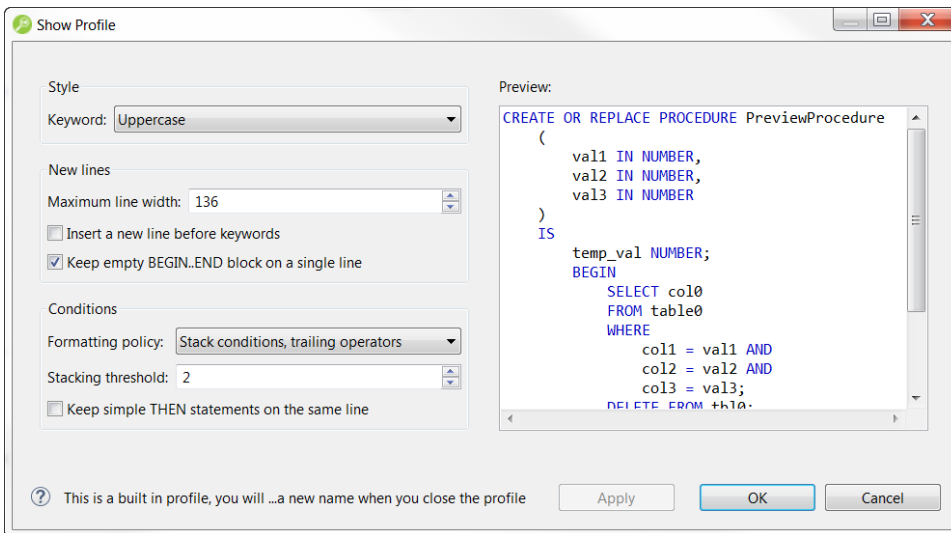 Show Profile
Style
Keyword: Uppercase
New lines
Maximum line width: 136
Insert a new line before keywords
Keep empty BEGIN..END block on a single line
Conditions
Formatting policy: Stack conditions, trailing operators
Stacking threshold: 2
Keep simple THEN statements on the same line
Preview:
CREATE OR REPLACE PROCEDURE PreviewProcedure
(
val1 IN NUMBER,
val2 IN NUMBER,
val3 IN NUMBER
)
IS
temp_val NUMBER;
BEGIN
SELECT col0
FROM table0
WHERE
col1 = val1 AND
col2 = val2 AND
col3 = val3;
DELETE FROM tbl0;
This is a built in profile, you will ...a new name when you close the profile
Apply
OK
Cancel